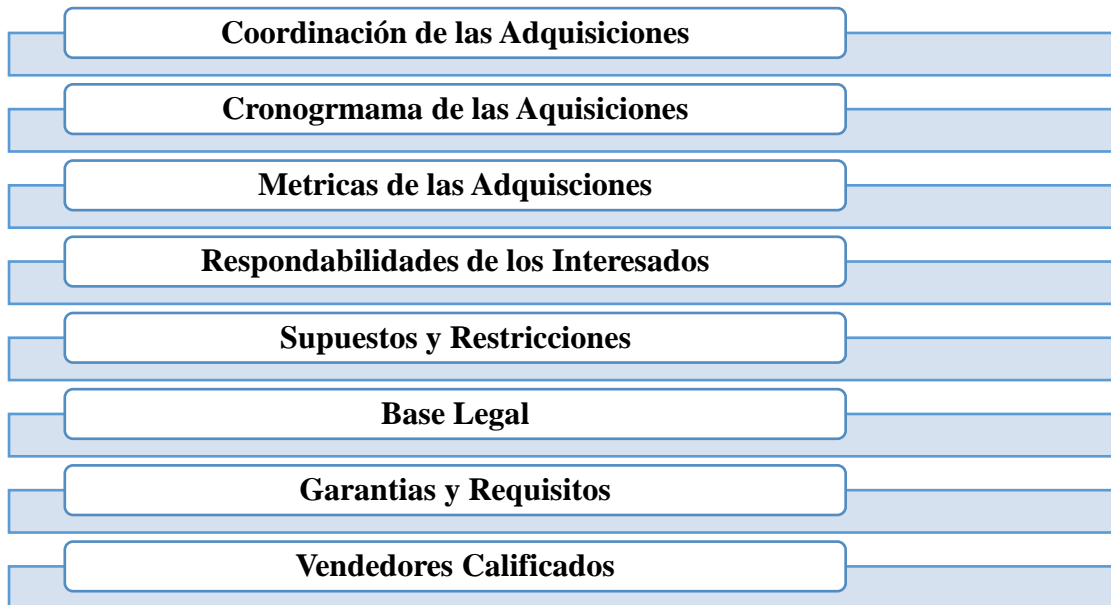 Coordinación de las Adquisiciones
Cronogrmama de las Aquisiciones
Metricas de las Adquisciones
Respondabilidades de los Interesados
Supuestos y Restricciones
Base Legal
Garantias y Requisitos
Vendedores Calificados